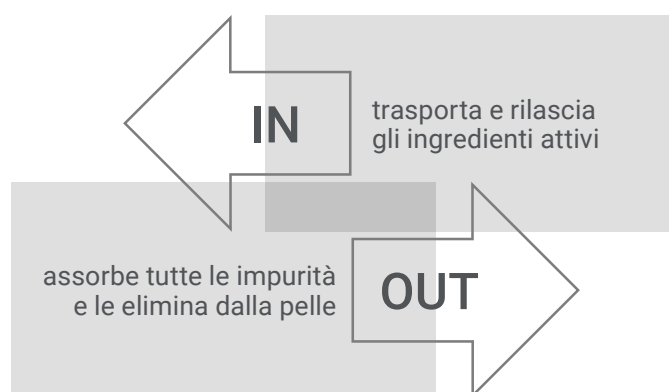 IN
trasporta e rilascia
gli ingredienti attivi
assorbe tutte le impurità
e le elimina dalla pelle
OUT